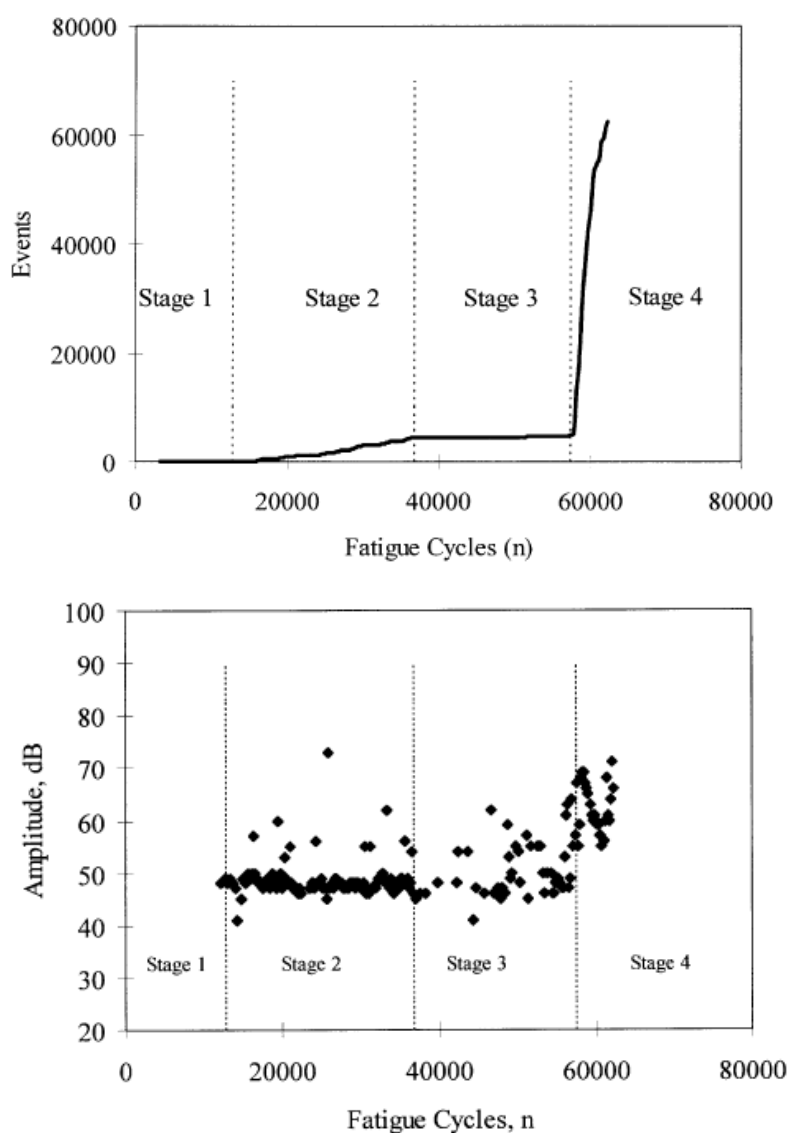 80000
60000
40000
20000
0
Events
Stage 1 Stage 2 Stage 3 Stage 4
0 20000 40000 60000 80000
Fatigue Cycles (n)
100
90
80
70
60
50
40
30
20
Amplitude, dB
Stage 1 Stage 2 Stage 3 Stage 4
0 20000 40000 60000 80000
Fatigue Cycles, n